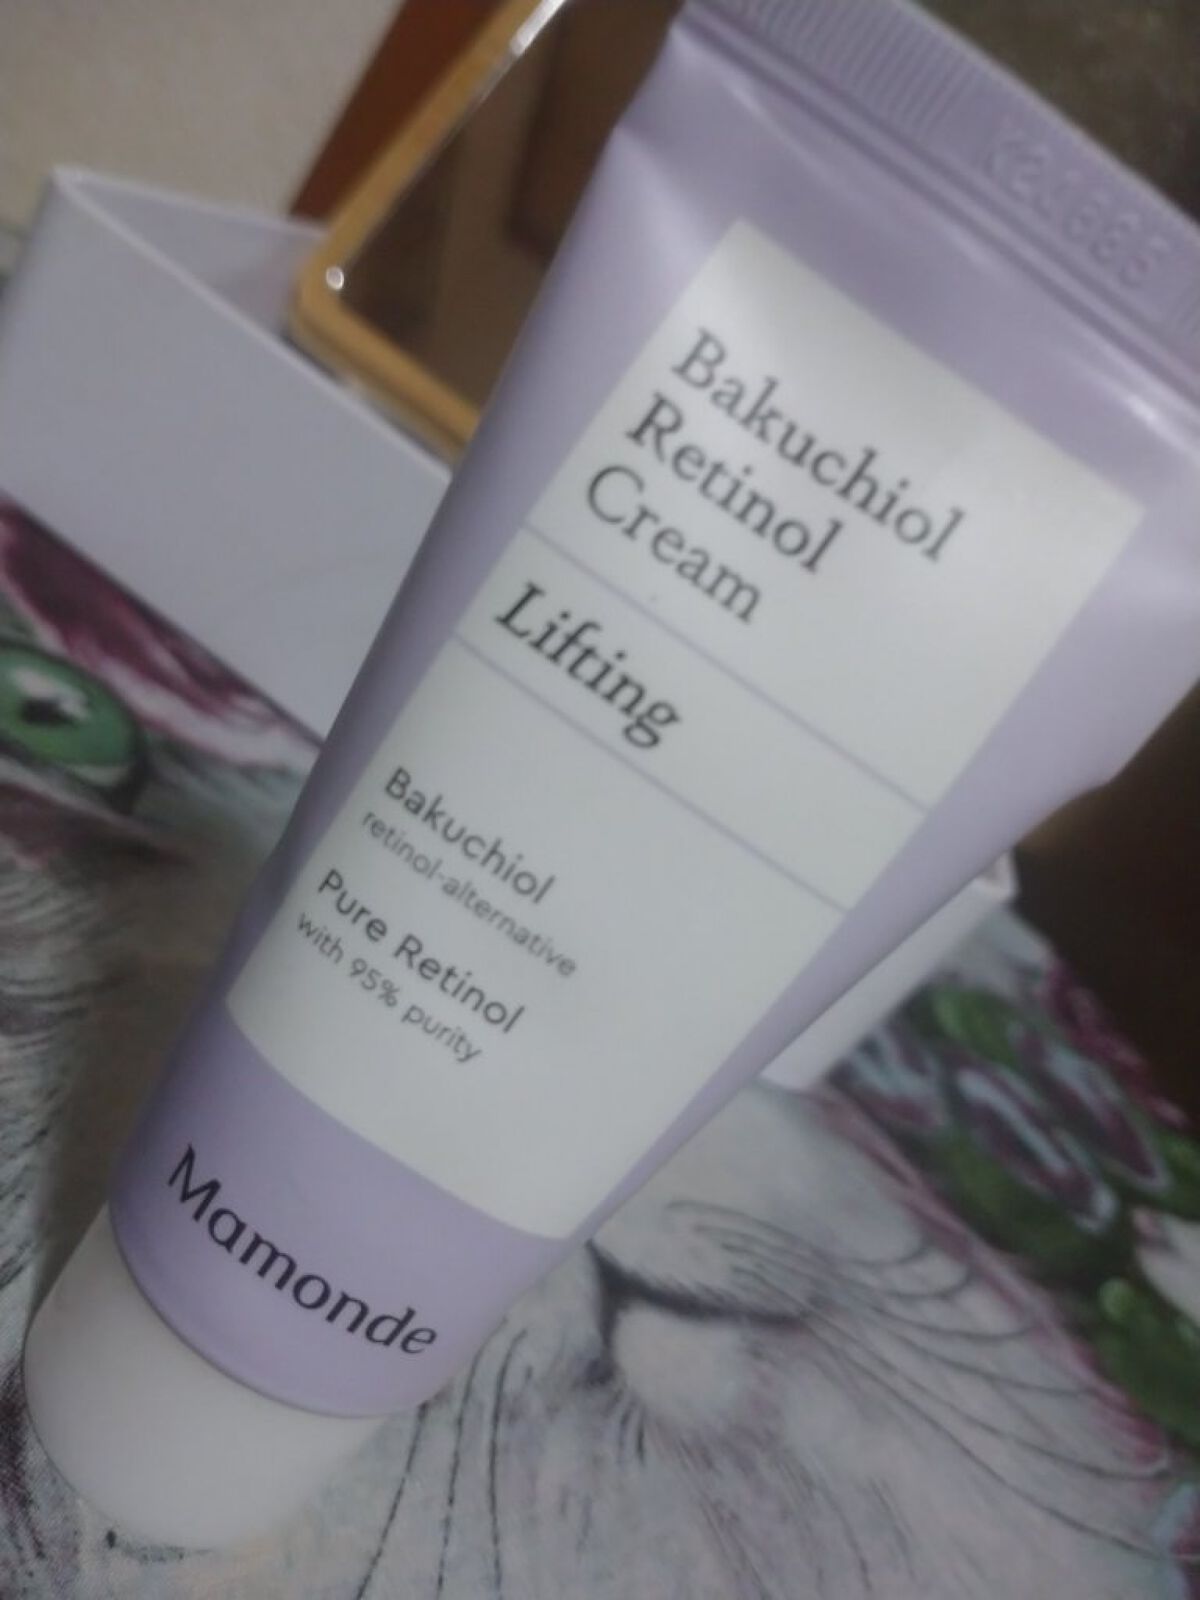 Bakuchiol
Retinol
Cream
Lifting
Bakuchiol
retinol-alternative
Pure Retinol
with 95% purity
Mamonde